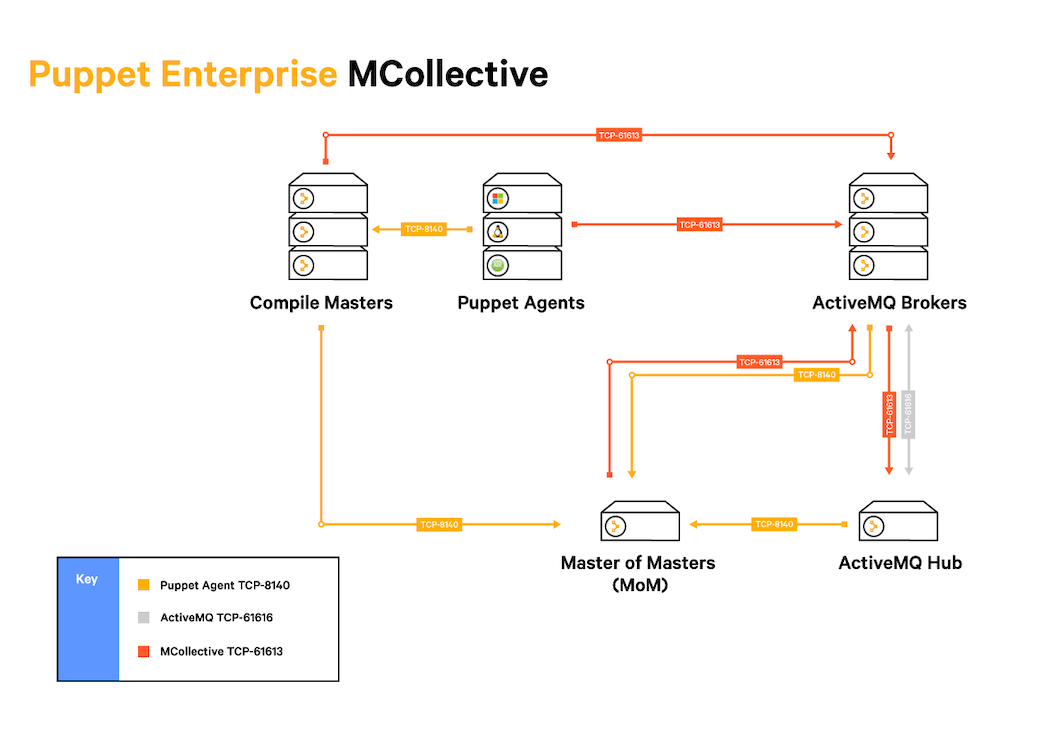 Puppet Enterprise MCollective
TCP-61613
TCP-8140
TCP-61613
Compile Masters
Puppet Agents
ActiveMQ Brokers
TCP-61613
TCP-8140
TCP-61613
TCP-61616
TCP-8140
TCP-8140
Master of Masters
(MoM)
ActiveMQ Hub
Key
Puppet Agent TCP-8140
ActiveMQ TCP-61616
MCollective TCP-61613